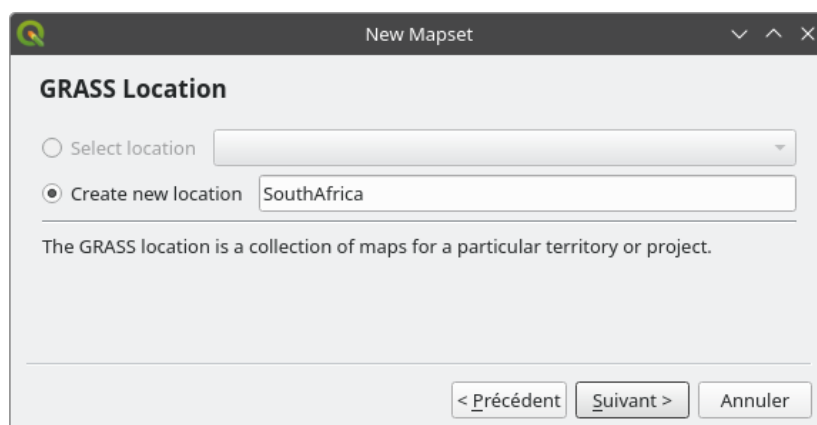 New Mapset
GRASS Location
Select location
Create new location SouthAfrica
The GRASS location is a collection of maps for a particular territory or project.
< Précédent Suivant > Annuler